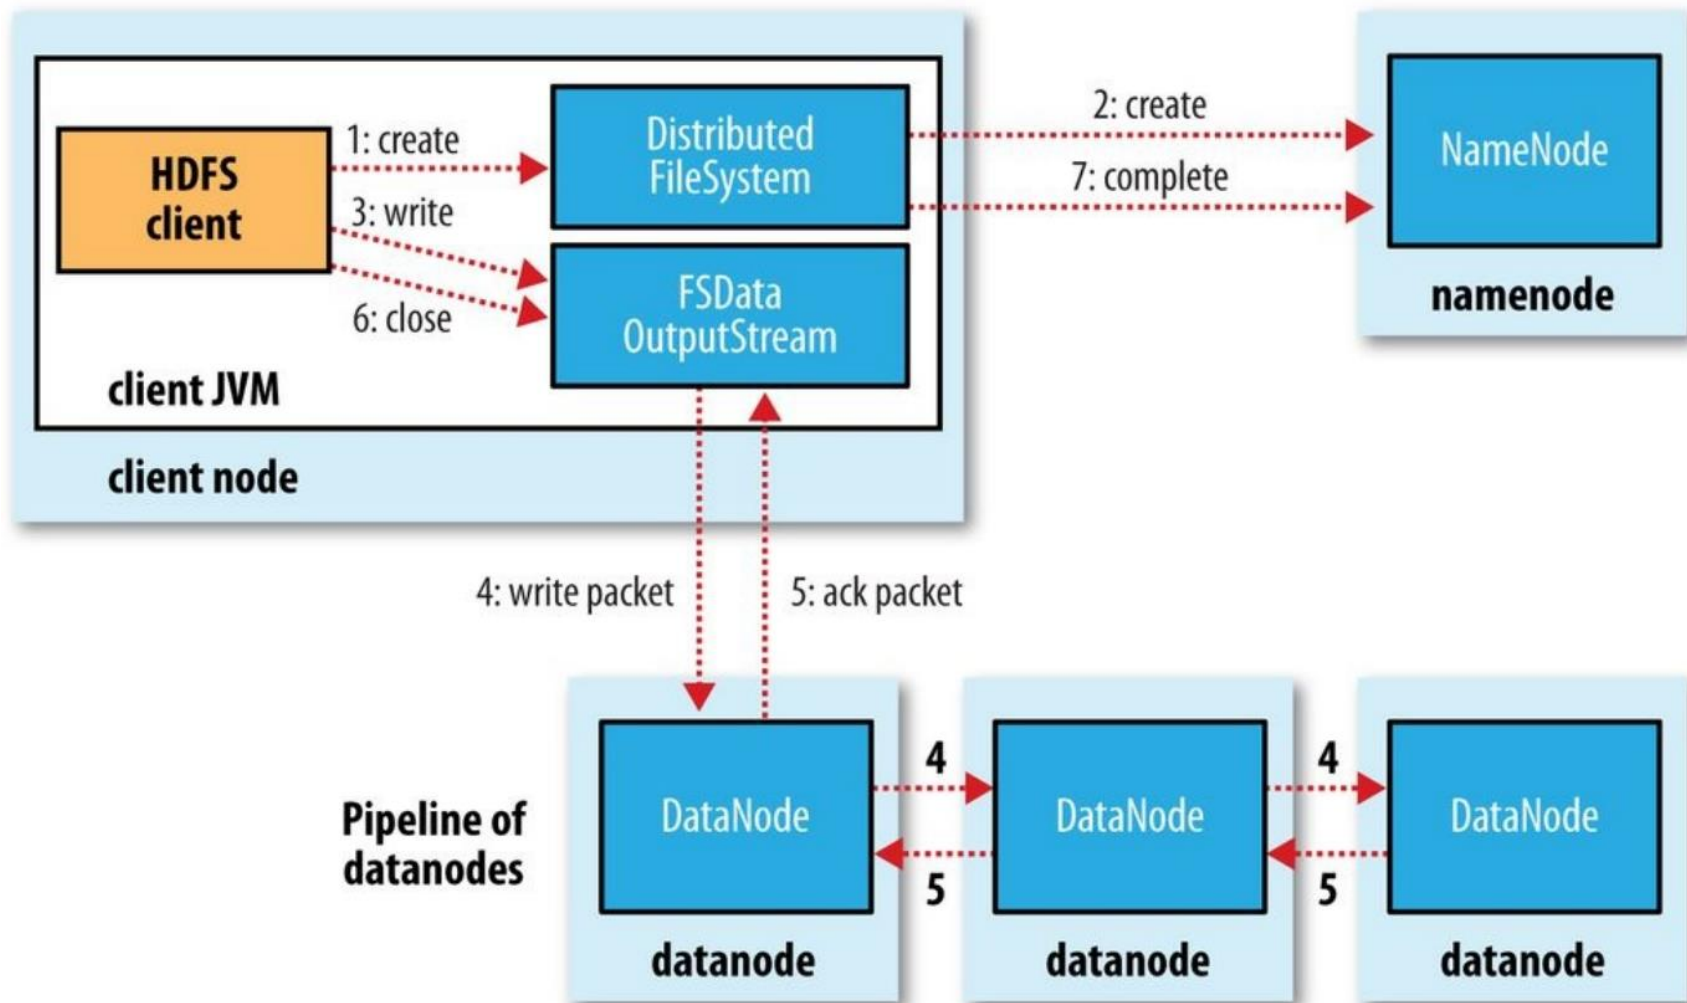 HDFS
client
1: create
3: write
6: close
Distributed
FileSystem
FSData
OutputStream
client JVM
client node
2: create
7: complete
NameNode
namenode
4: write packet
5: ack packet
Pipeline of
datanodes
DataNode
datanode
4
5
DataNode
datanode
4
5
DataNode
datanode